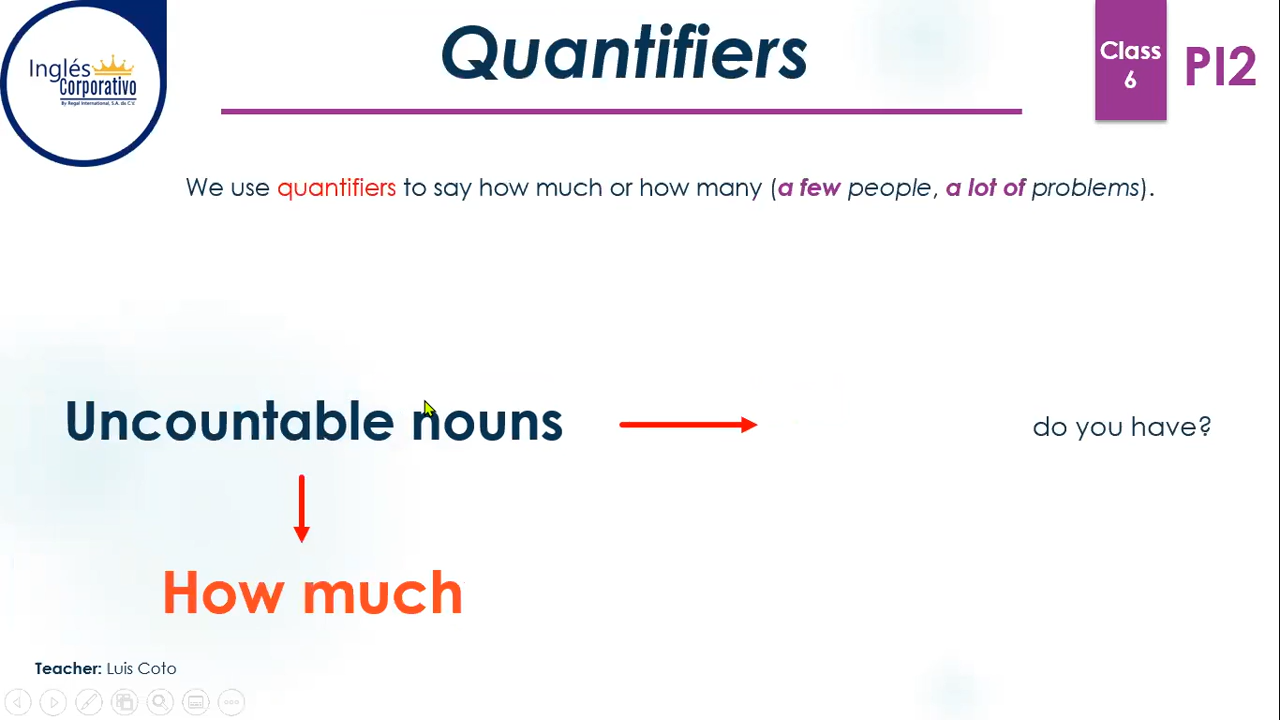 Inglés
Corporativo
By Regal International, S.A. de C.V.
Quantifiers
Class
6
PI2
We use quantifiers to say how much or how many (a few people, a lot of problems).
Uncountable nouns
do you have?
How much
Teacher: Luis Coto